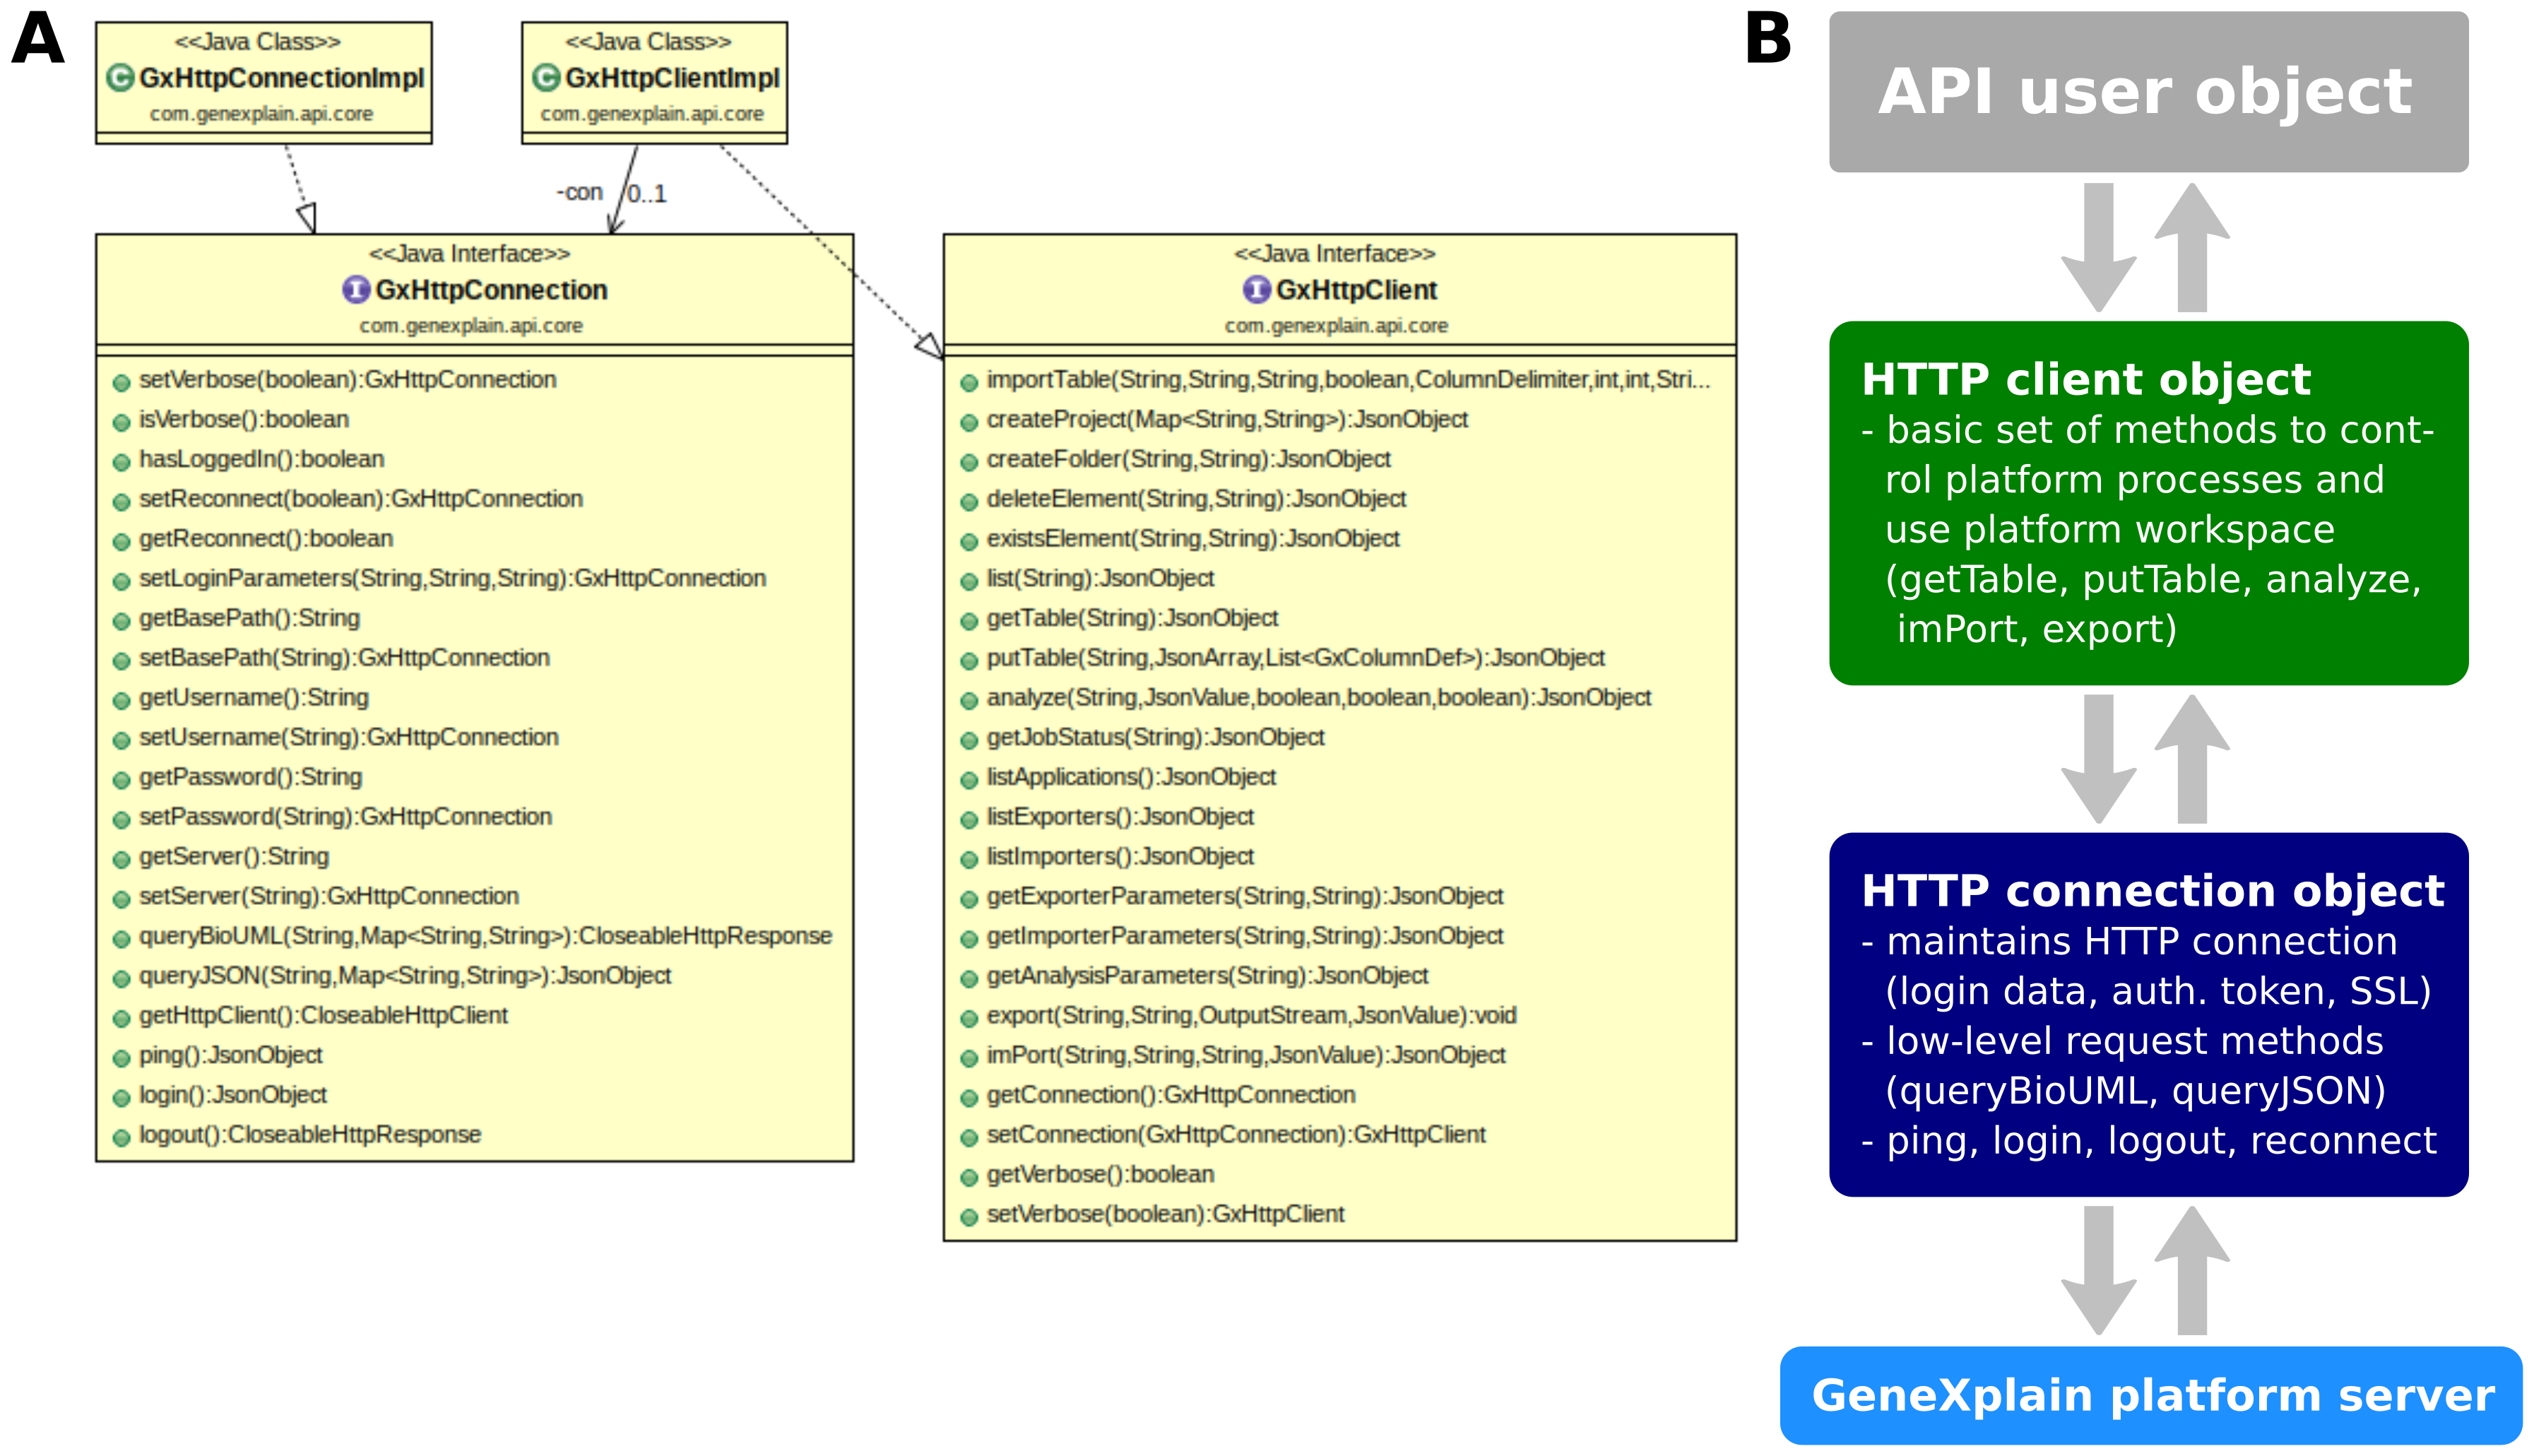 A
<<Java Class>>
GxHttpConnectionImpl
com.genexplain.api.core
<<Java Class>>
GxHttpClientImpl
com.genexplain.api.core
-con 0..1
<<Java Interface>>
GxHttpConnection
com.genexplain.api.core
setVerbose(boolean):GxHttpConnection
isVerbose():boolean
hasLoggedIn():boolean
setReconnect(boolean):GxHttpConnection
getReconnect():boolean
setLoginParameters(String,String,String):GxHttpConnection
getBasePath():String
setBasePath(String):GxHttpConnection
getUsername():String
setUsername(String):GxHttpConnection
getPassword():String
setPassword(String):GxHttpConnection
getServer():String
setServer(String):GxHttpConnection
queryBioUML(String,Map<String,String>):CloseableHttpResponse
queryJSON(String,Map<String,String>):JsonObject
getHttpClient():CloseableHttpClient
ping():JsonObject
login():JsonObject
logout():CloseableHttpResponse
<<Java Interface>>
GxHttpClient
com.genexplain.api.core
importTable(String,String,String,boolean,ColumnDelimiter,int,int,Stri...
createProject(Map<String,String>):JsonObject
createFolder(String,String):JsonObject
deleteElement(String,String):JsonObject
existsElement(String,String):JsonObject
list(String):JsonObject
getTable(String):JsonObject
putTable(String,JsonArray,List<GxColumnDef>):JsonObject
analyze(String,JsonValue,boolean,boolean,boolean):JsonObject
getJobStatus(String):JsonObject
listApplications():JsonObject
listExporters():JsonObject
listImporters():JsonObject
getExporterParameters(String,String):JsonObject
getImporterParameters(String,String):JsonObject
getAnalysisParameters(String):JsonObject
export(String,String,OutputStream,JsonValue):void
imPort(String,String,String,JsonValue):JsonObject
getConnection():GxHttpConnection
setConnection(GxHttpConnection):GxHttpClient
getVerbose():boolean
setVerbose(boolean):GxHttpClient
B
API user object
HTTP client object
- basic set of methods to cont-
rol platform processes and
use platform workspace
(getTable, putTable, analyze,
imPort, export)
HTTP connection object
- maintains HTTP connection
(login data, auth. token, SSL)
- low-level request methods
(queryBioUML, queryJSON)
- ping, login, logout, reconnect
GeneXplain platform server